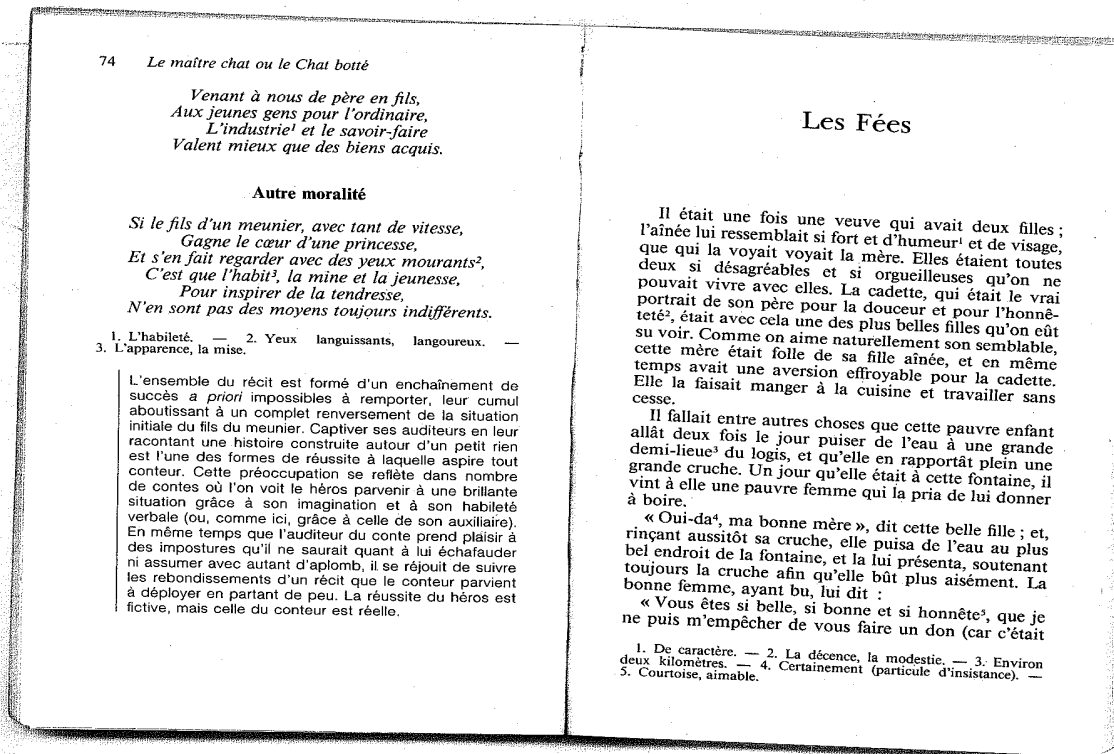 74 Le maître chat ou le Chat botté
Venant à nous de père en fils,
Aux jeunes gens pour l'ordinaire,
L'industrie¹ et le savoir-faire
Valent mieux que des biens acquis.
Autre moralité
Si le fils d'un meunier, avec tant de vitesse,
Gagne le cœur d'une princesse,
Et s'en fait regarder avec des yeux mourants²,
C'est que l'habit³, la mine et la jeunesse,
Pour inspirer de la tendresse,
N'en sont pas des moyens toujours indifférents.
1. L'habileté. — 2. Yeux languissants, langoureux. —
3. L'apparence, la mise.
L'ensemble du récit est formé d'un enchaînement de
succès a priori impossibles à remporter, leur cumul
aboutissant à un complet renversement de la situation
initiale du fils du meunier. Captiver ses auditeurs en leur
racontant une histoire construite autour d'un petit rien
est l'une des formes de réussite à laquelle aspire tout
conteur. Cette préoccupation se reflète dans nombre
de contes où l'on voit le héros parvenir à une brillante
situation grâce à son imagination et à son habileté
verbale (ou, comme ici, grâce à celle de son auxiliaire).
En même temps que l'auditeur du conte prend plaisir à
des impostures qu'il ne saurait quant à lui échafauder
ni assumer avec autant d'aplomb, il se réjouit de suivre
les rebondissements d'un récit que le conteur parvient
à déployer en partant de peu. La réussite du héros est
fictive, mais celle du conteur est réelle.
Les Fées
Il était une fois une veuve qui avait deux filles ;
l'aînée lui ressemblait si fort et d'humeur¹ et de visage,
que qui la voyait voyait la mère. Elles étaient toutes
deux si désagréables et si orgueilleuses qu'on ne
pouvait vivre avec elles. La cadette, qui était le vrai
portrait de son père pour la douceur et pour l'honnê-
teté², était avec cela une des plus belles filles qu'on eût
su voir. Comme on aime naturellement son semblable,
cette mère était folle de sa fille aînée, et en même
temps avait une aversion effroyable pour la cadette.
Elle la faisait manger à la cuisine et travailler sans
cesse.
Il fallait entre autres choses que cette pauvre enfant
allât deux fois le jour puiser de l'eau à une grande
demi-lieue³ du logis, et qu'elle en rapportât plein une
grande cruche. Un jour qu'elle était à cette fontaine, il
vint à elle une pauvre femme qui la pria de lui donner
à boire.
« Oui-da⁴, ma bonne mère », dit cette belle fille ; et,
rinçant aussitôt sa cruche, elle puisa de l'eau au plus
bel endroit de la fontaine, et la lui présenta, soutenant
toujours la cruche afin qu'elle bût plus aisément. La
bonne femme, ayant bu, lui dit :
« Vous êtes si belle, si bonne et si honnête⁵, que je
ne puis m'empêcher de vous faire un don (car c'était
1. De caractère. — 2. La décence, la modestie. — 3. Environ
deux kilomètres. — 4. Certainement (particule d'insistance). —
5. Courtoise, aimable.